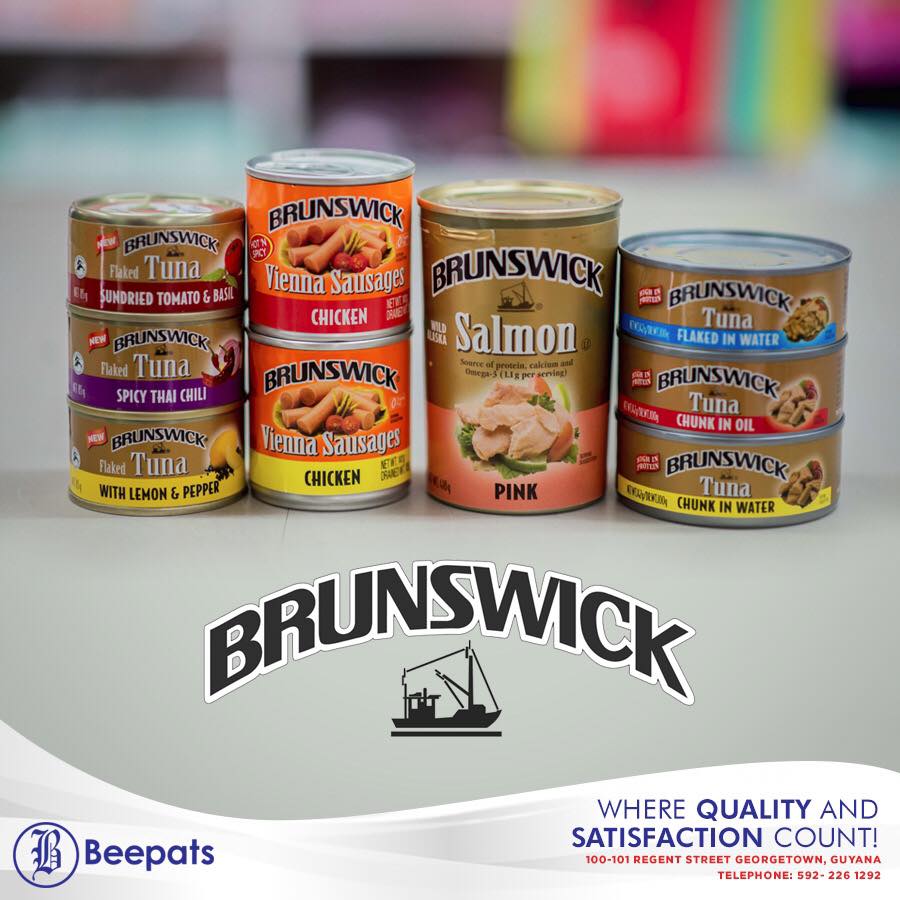 NEW
BRUNSWICK
Flaked Tuna
SUNDRIED TOMATO & BASIL
NEW
BRUNSWICK
Flaked Tuna
SPICY THAI CHILI
NEW
BRUNSWICK
Flaked Tuna
WITH LEMON & PEPPER
BRUNSWICK
HOT 'N
SPICY
Vienna Sausages
CHICKEN
BRUNSWICK
Vienna Sausages
CHICKEN
BRUNSWICK
WILD
ALASKA
Salmon
Source of protein, calcium and
Omega-3 (1.1g per serving)
PINK
HIGH IN
PROTEIN
BRUNSWICK
Tuna
FLAKED IN WATER
HIGH IN
PROTEIN
BRUNSWICK
Tuna
CHUNK IN OIL
HIGH IN
PROTEIN
BRUNSWICK
Tuna
CHUNK IN WATER
BRUNSWICK
B Beepats
WHERE QUALITY AND
SATISFACTION COUNT!
100-101 REGENT STREET GEORGETOWN, GUYANA
TELEPHONE: 592- 226 1292